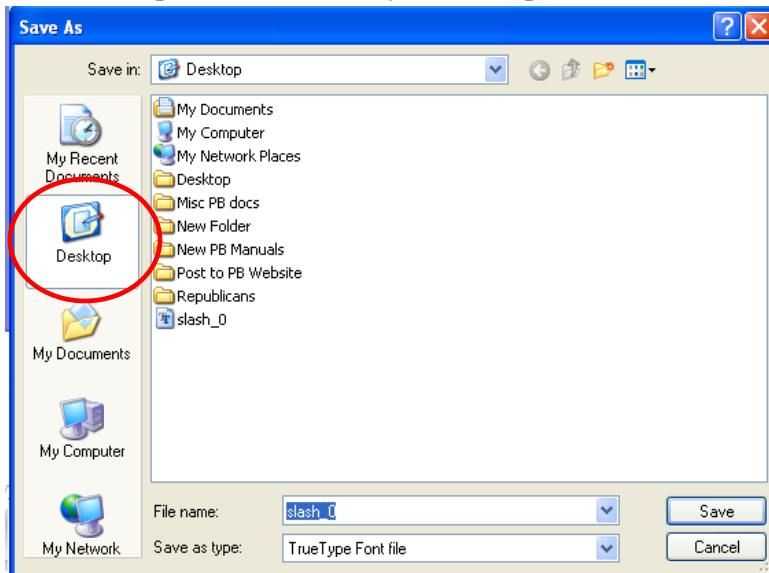 Save As
Save in:
Desktop
My Recent
Documents
Desktop
My Documents
My Computer
My Network
My Documents
My Computer
My Network Places
Desktop
Misc PB docs
New Folder
New PB Manuals
Post to PB Website
Republicans
slash_0
File name:
slash_0
Save
Save as type:
TrueType Font file
Cancel